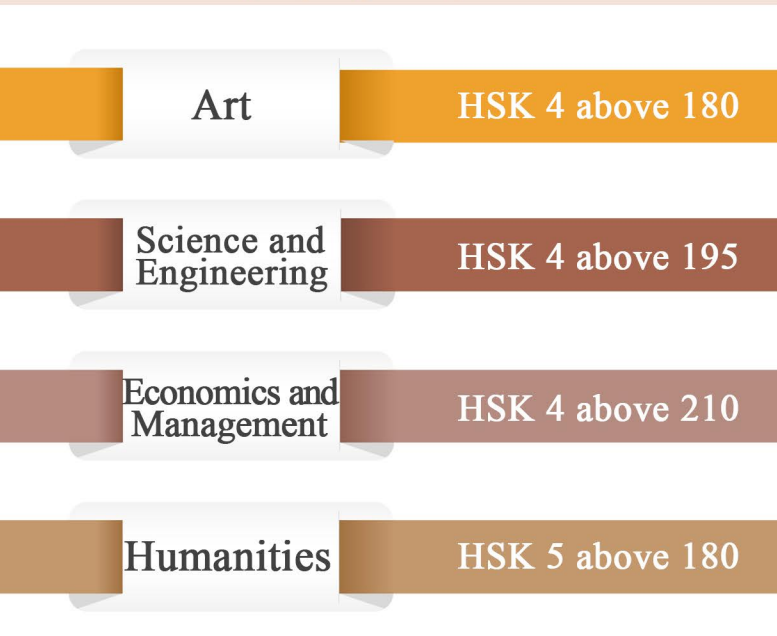 Art
HSK 4 above 180
Science and
Engineering
HSK 4 above 195
Economics and
Management
HSK 4 above 210
Humanities
HSK 5 above 180